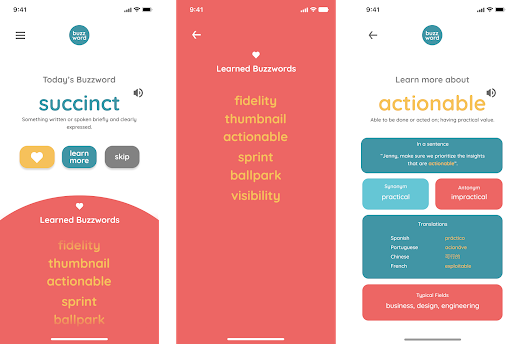 9:41
buzz
word
Today's Buzzword
succinct
Something written or spoken briefly and clearly
expressed.
learn
more
skip
Learned Buzzwords
fidelity
thumbnail
actionable
sprint
ballpark
9:41
Learned Buzzwords
fidelity
thumbnail
actionable
sprint
ballpark
visibility
9:41
buzz
word
Learn more about
actionable
Able to be done or acted on; having practical value.
In a sentence
"Jenny, make sure we prioritize the insights
that are actionable".
Synonym
practical
Antonym
impractical
Translations
Spanish práctico
Portuguese
Chinese
French exploitable
Typical Fields
business, design, engineering